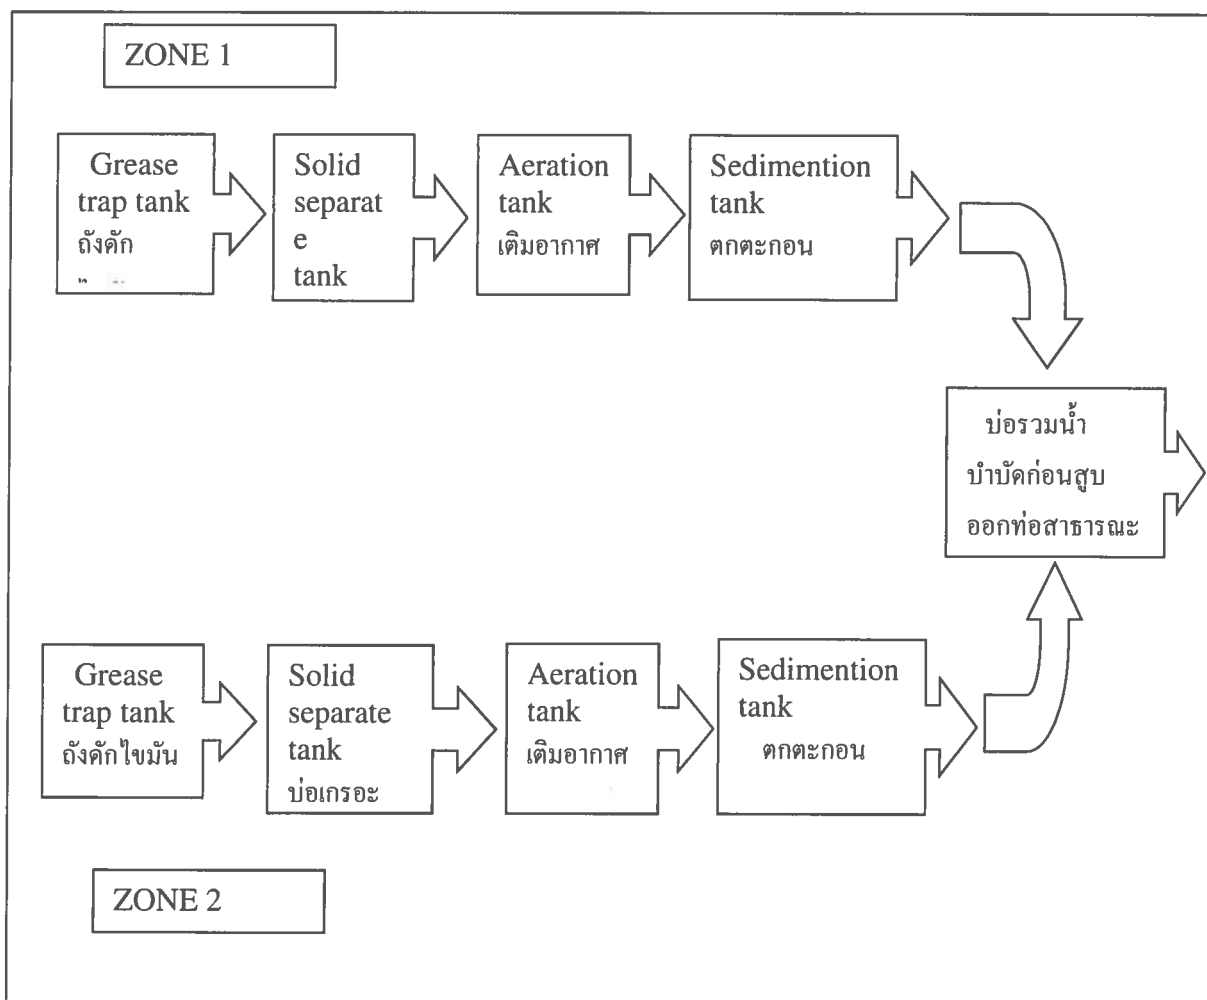 ZONE 1
Grease
trap tank
ถังดัก
Solid
separat
e
tank
Aeration
tank
เติมอากาศ
Sedimention
tank
ตกตะกอน
บ่อรวมน้ำ
บำบัดก่อนสูบ
ออกท่อสาธารณะ
Grease
trap tank
ถังดักไขมัน
Solid
separate
tank
บ่อเกรอะ
Aeration
tank
เติมอากาศ
Sedimention
tank
ตกตะกอน
ZONE 2